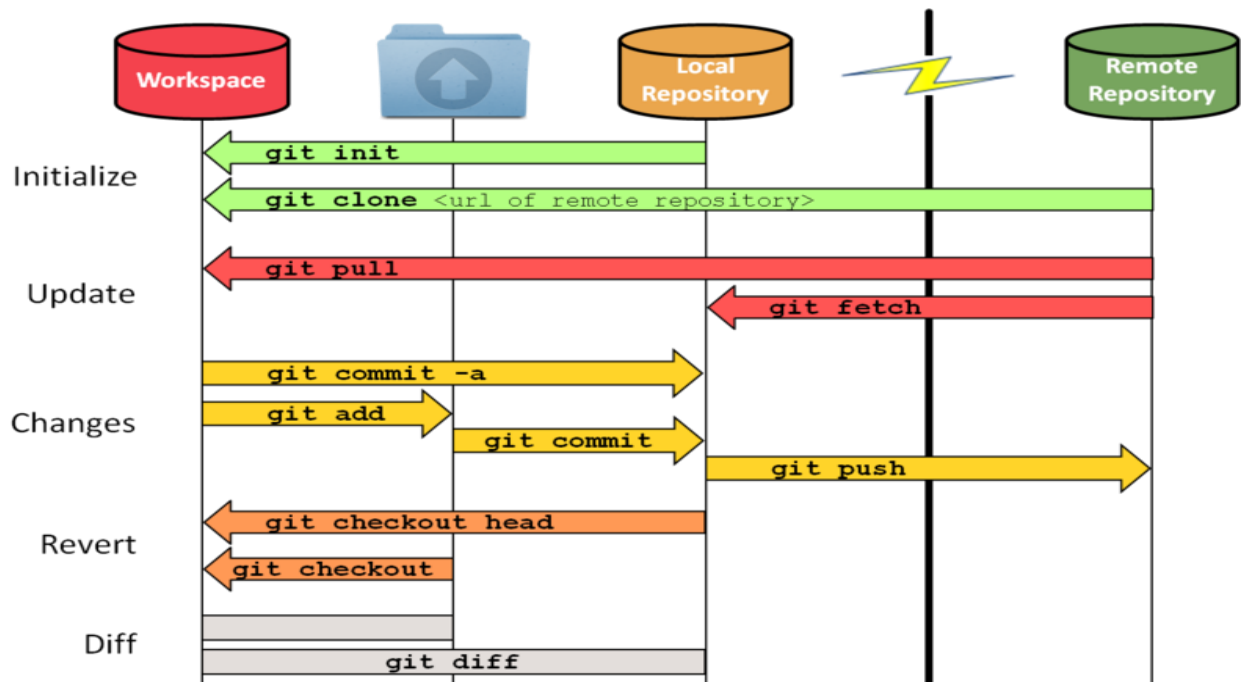 Workspace
Local
Repository
Remote
Repository
Initialize
git init
git clone <url of remote repository>
Update
git pull
git fetch
Changes
git commit -a
git add
git commit
git push
Revert
git checkout head
git checkout
Diff
git diff